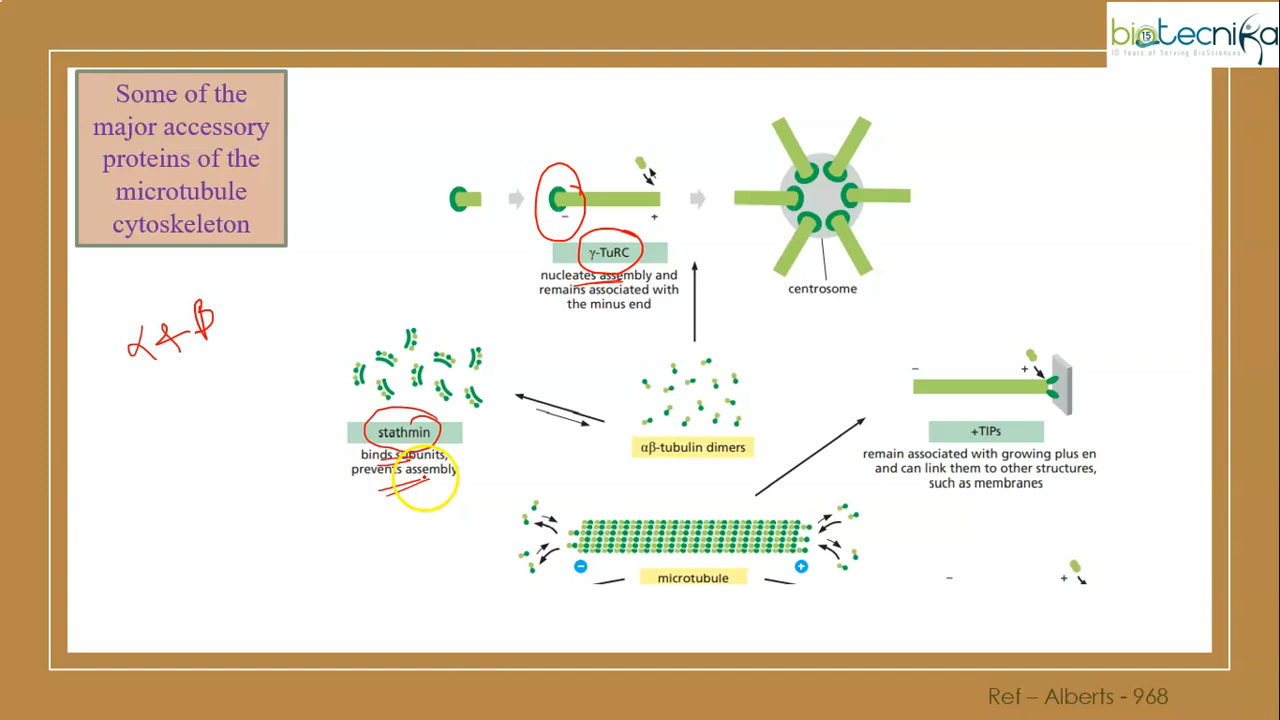 biotecnika
15
15 Years of Serving BioSciences
Some of the
major accessory
proteins of the
microtubule
cytoskeleton
− +
γ-TuRC
nucleates assembly and
remains associated with
the minus end
centrosome
α & β
stathmin
binds subunits,
prevents assembly
αβ-tubulin dimers
− +
+TIPs
remain associated with growing plus en
and can link them to other structures,
such as membranes
− +
microtubule
− +
Ref – Alberts - 968